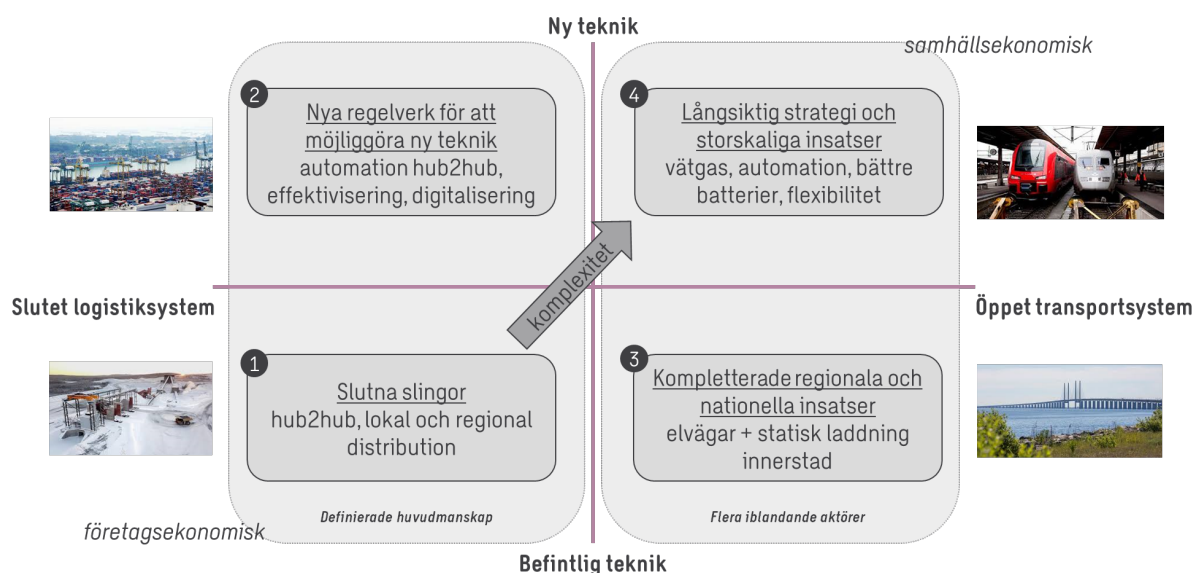 Ny teknik
samhällsekonomisk
2
Nya regelverk för att
möjliggöra ny teknik
automation hub2hub,
effektivisering, digitalisering
4
Långsiktig strategi och
storskaliga insatser
vätgas, automation, bättre
batterier, flexibilitet
komplexitet
Slutet logistiksystem
Öppet transportsystem
1
Slutna slingor
hub2hub, lokal och regional
distribution
3
Kompletterade regionala och
nationella insatser
elvägar + statisk laddning
innerstad
Definierade huvudmanskap
Flera iblandande aktörer
företagsekonomisk
Befintlig teknik